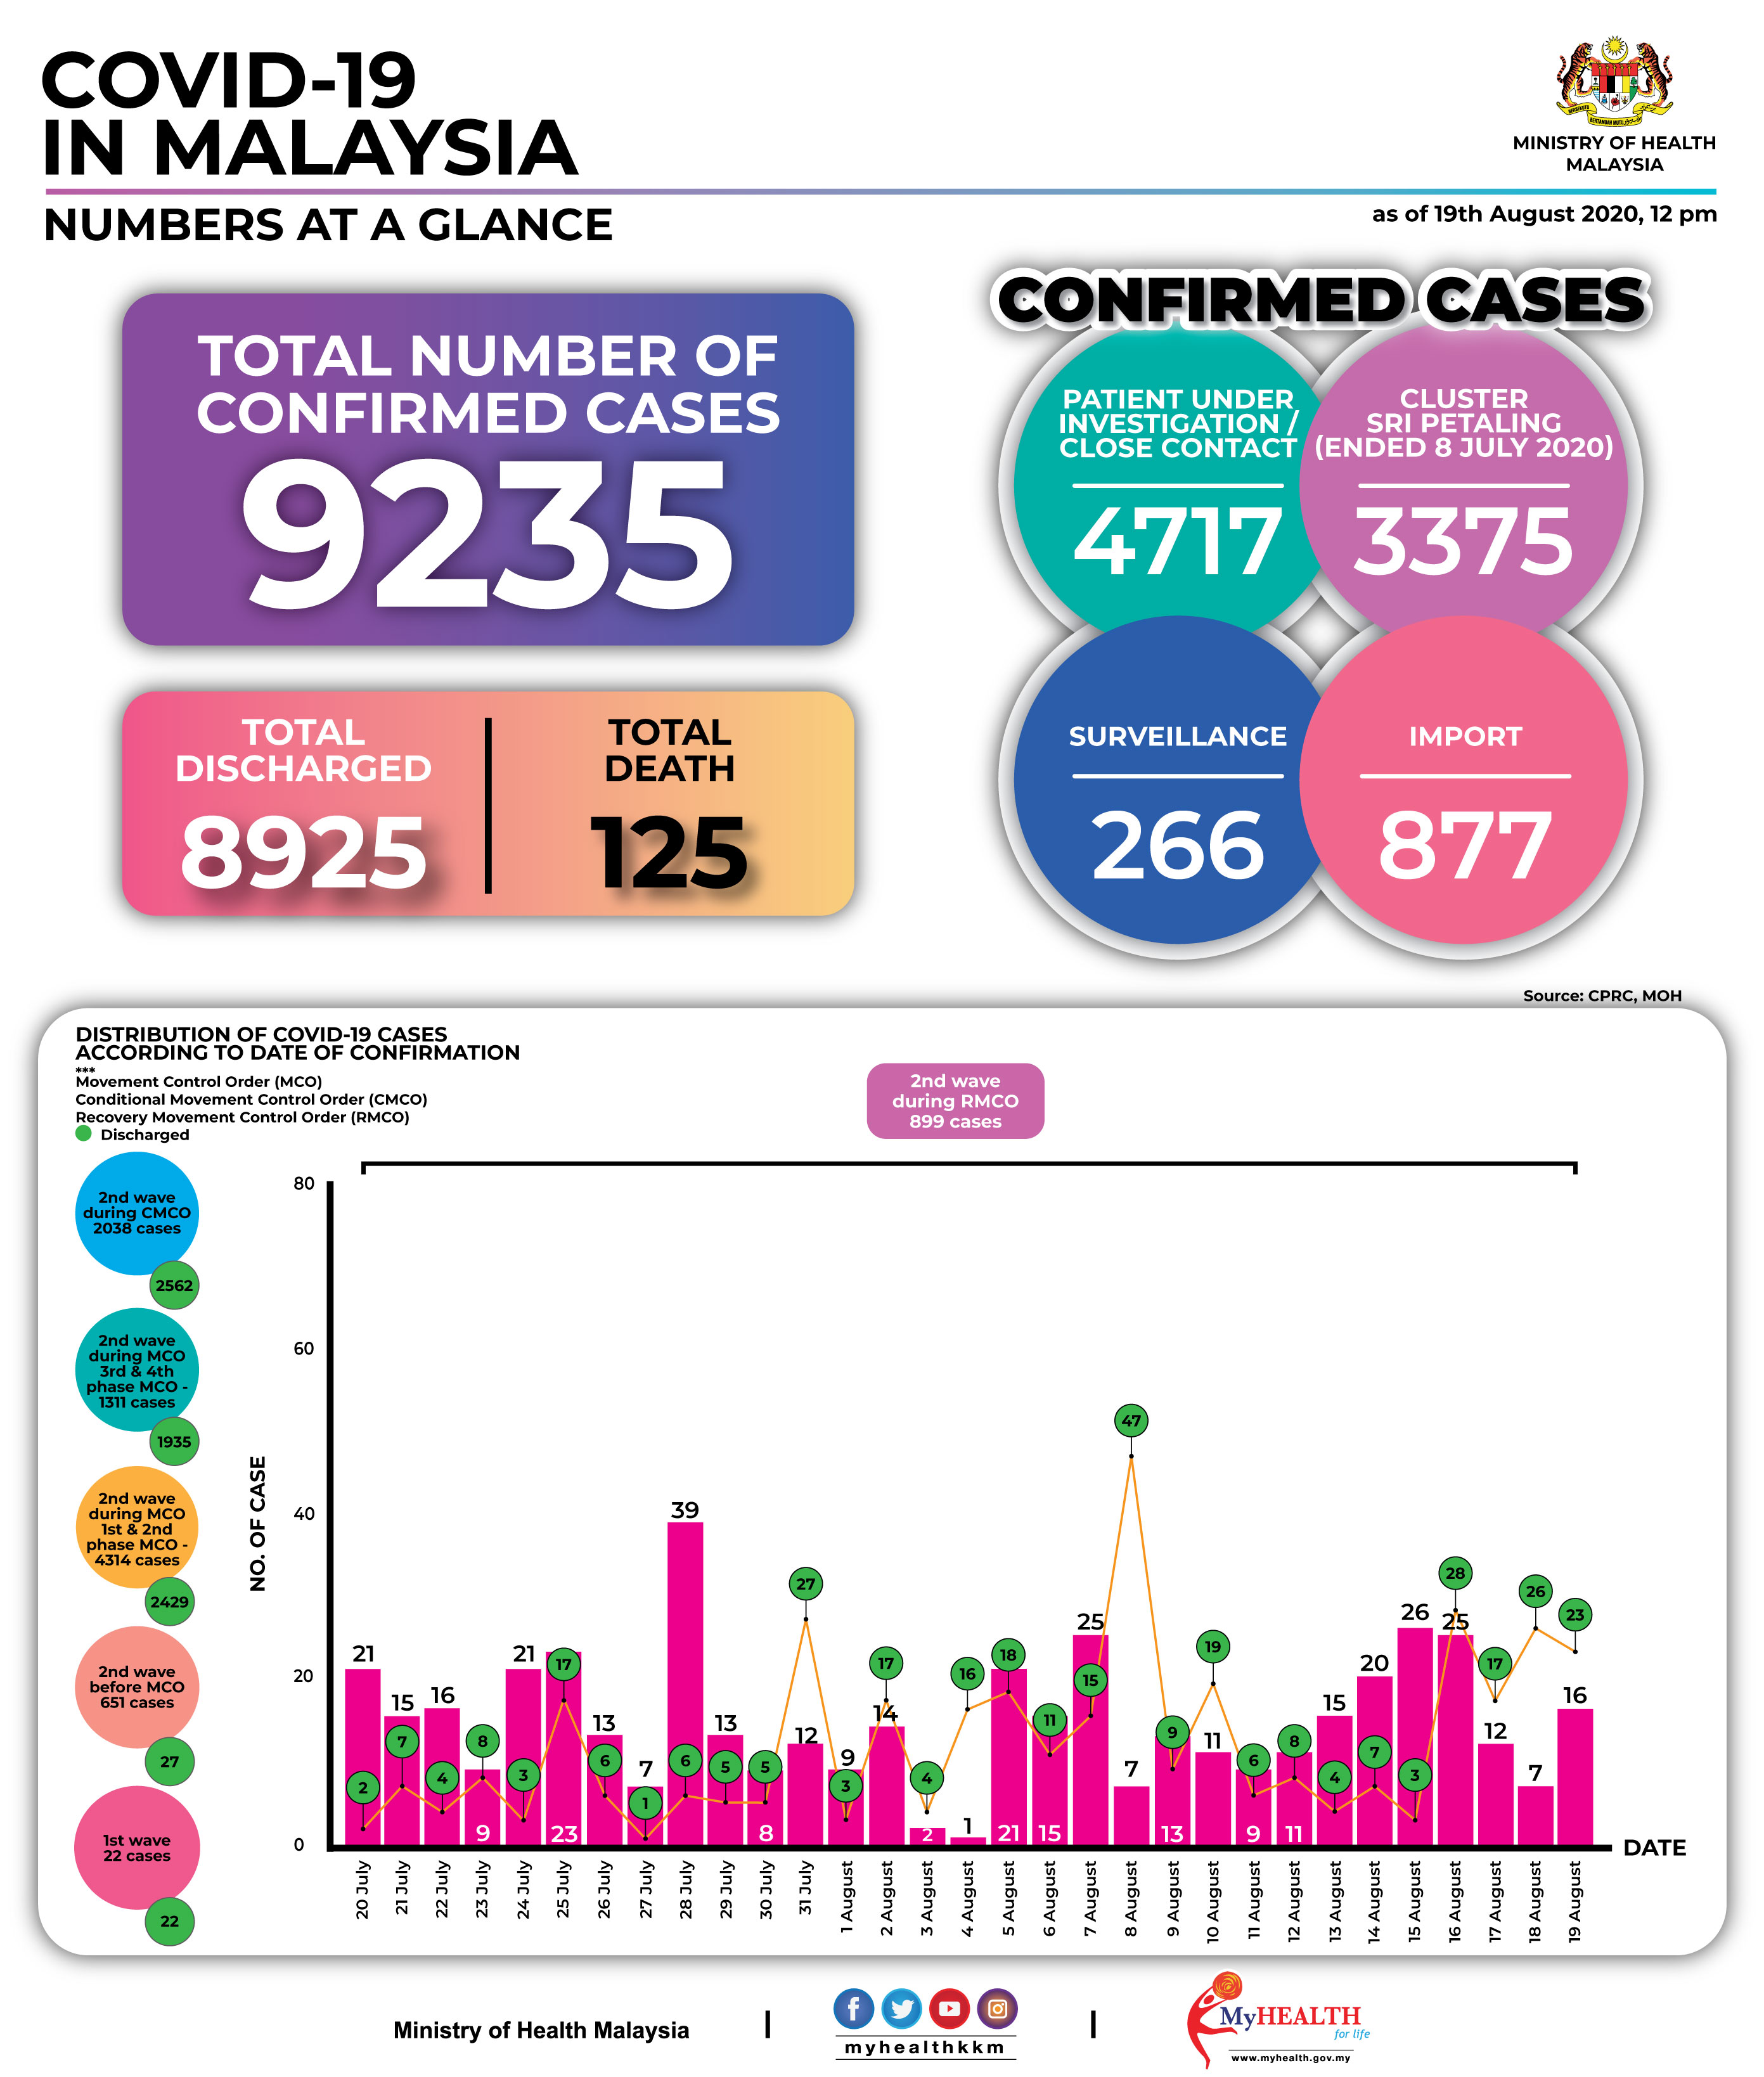 COVID-19
IN MALAYSIA
MINISTRY OF HEALTH
MALAYSIA
NUMBERS AT A GLANCE
as of 19th August 2020, 12 pm
TOTAL NUMBER OF
CONFIRMED CASES
9235
TOTAL
DISCHARGED
8925
TOTAL
DEATH
125
CONFIRMED CASES
PATIENT UNDER
INVESTIGATION /
CLOSE CONTACT
4717
CLUSTER
SRI PETALING
(ENDED 8 JULY 2020)
3375
SURVEILLANCE
266
IMPORT
877
Source: CPRC, MOH
DISTRIBUTION OF COVID-19 CASES
ACCORDING TO DATE OF CONFIRMATION
***
Movement Control Order (MCO)
Conditional Movement Control Order (CMCO)
Recovery Movement Control Order (RMCO)
Discharged
2nd wave
during RMCO
899 cases
2nd wave
during CMCO
2038 cases
2562
2nd wave
during MCO
3rd & 4th
phase MCO -
1311 cases
1935
2nd wave
during MCO
1st & 2nd
phase MCO -
4314 cases
2429
2nd wave
before MCO
651 cases
27
1st wave
22 cases
22
NO. OF CASE
80
60
40
20
0
21
2
15
7
16
4
8
9
21
3
17
23
13
6
7
1
39
6
13
5
5
8
27
12
9
3
17
14
4
2
16
1
18
21
11
15
25
15
47
7
9
13
19
11
6
9
8
11
15
4
20
7
26
3
28
25
17
12
26
7
23
16
DATE
20 July
21 July
22 July
23 July
24 July
25 July
26 July
27 July
28 July
29 July
30 July
31 July
1 August
2 August
3 August
4 August
5 August
6 August
7 August
8 August
9 August
10 August
11 August
12 August
13 August
14 August
15 August
16 August
17 August
18 August
19 August
Ministry of Health Malaysia
myhealthkkm
MyHEALTH
for life
www.myhealth.gov.my